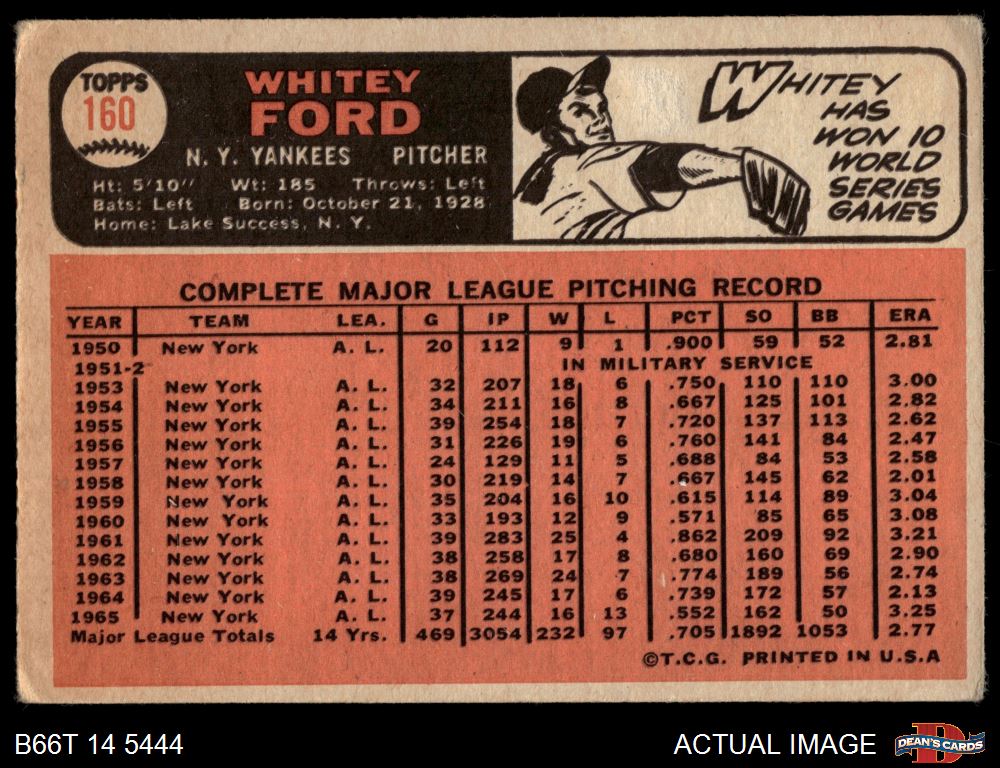 TOPPS
160
WHITEY
FORD
N. Y. YANKEES PITCHER
Ht: 5'10" Wt: 185 Throws: Left
Bats: Left Born: October 21, 1928
Home: Lake Success, N. Y.
WHITEY
HAS
WON 10
WORLD
SERIES
GAMES
COMPLETE MAJOR LEAGUE PITCHING RECORD
YEAR TEAM LEA. G IP W L PCT SO BB ERA
1950 New York A. L. 20 112 9 1 .900 59 52 2.81
1951-2 IN MILITARY SERVICE
1953 New York A. L. 32 207 18 6 .750 110 110 3.00
1954 New York A. L. 34 211 16 8 .667 125 101 2.82
1955 New York A. L. 39 254 18 7 .720 137 113 2.62
1956 New York A. L. 31 226 19 6 .760 141 84 2.47
1957 New York A. L. 24 129 11 5 .688 84 53 2.58
1958 New York A. L. 30 219 14 7 .667 145 62 2.01
1959 New York A. L. 35 204 16 10 .615 114 89 3.04
1960 New York A. L. 33 193 12 9 .571 85 65 3.08
1961 New York A. L. 39 283 25 4 .862 209 92 3.21
1962 New York A. L. 38 258 17 8 .680 160 69 2.90
1963 New York A. L. 38 269 24 7 .774 189 56 2.74
1964 New York A. L. 39 245 17 6 .739 172 57 2.13
1965 New York A. L. 37 244 16 13 .552 162 50 3.25
Major League Totals 14 Yrs. 469 3054 232 97 .705 1892 1053 2.77
©T.C.G. PRINTED IN U.S.A
B66T 14 5444
ACTUAL IMAGE
DEAN'S CARDS